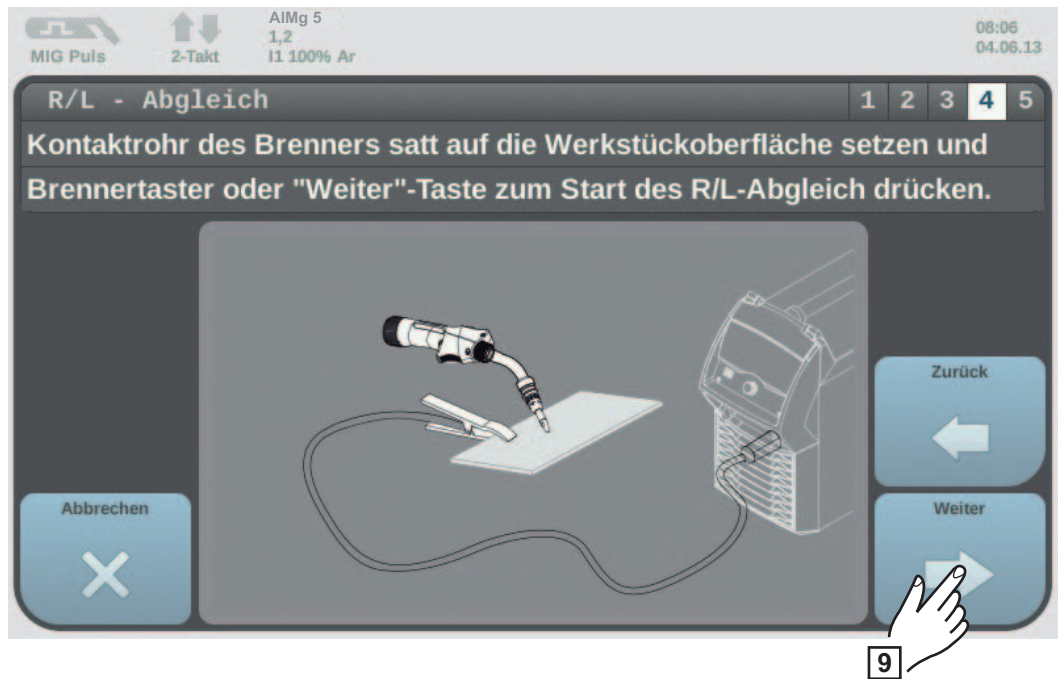 MIG Puls
2-Takt
AlMg 5
1,2
I1 100% Ar
08:06
04.06.13
R/L - Abgleich
1 2 3 4 5
Kontaktrohr des Brenners satt auf die Werkstückoberfläche setzen und
Brennertaster oder "Weiter"-Taste zum Start des R/L-Abgleich drücken.
Zurück
Abbrechen
Weiter
9